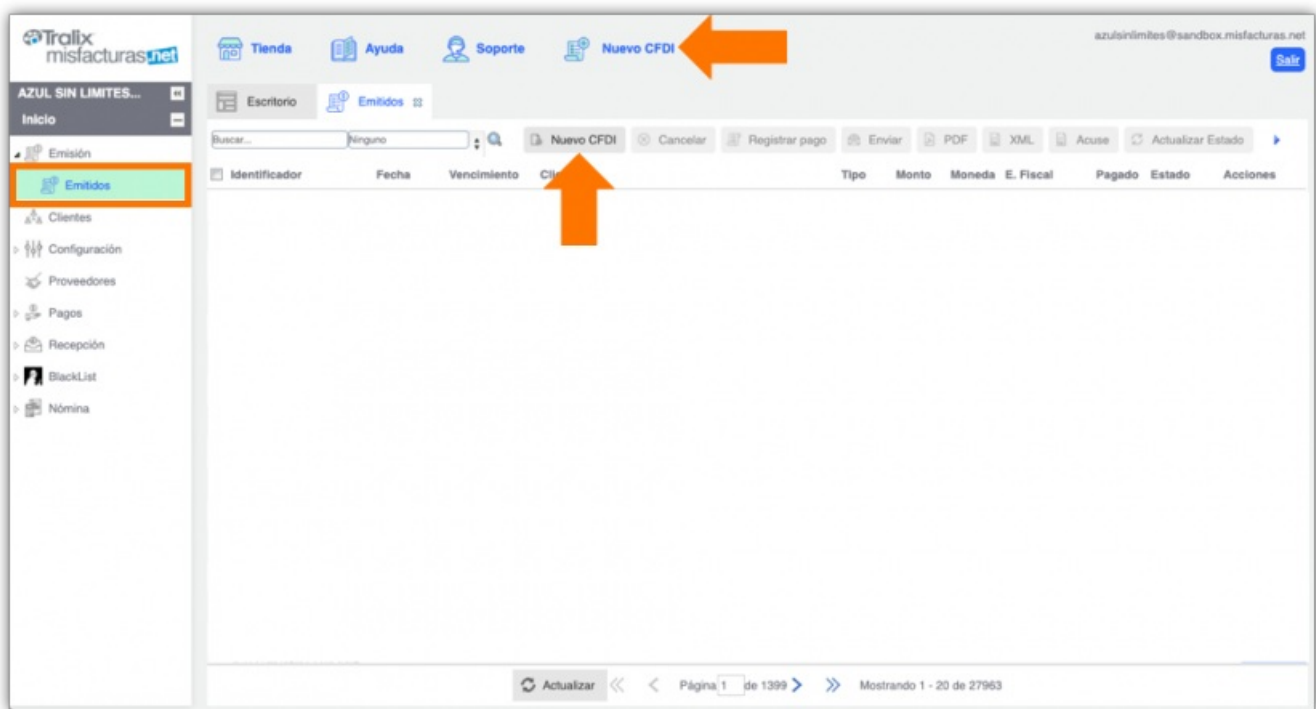 Tralix
misfacturas.net
Tienda
Ayuda
Soporte
Nuevo CFDI
azulsinlimites@sandbox.misfacturas.net
Salir
AZUL SIN LIMITES...
Inicio
Emisión
Emitidos
Clientes
Configuración
Proveedores
Pagos
Recepción
BlackList
Nómina
Escritorio
Emitidos
Buscar...
Ninguno
Nuevo CFDI
Cancelar
Registrar pago
Enviar
PDF
XML
Acuse
Actualizar Estado
Identificador
Fecha
Vencimiento
Tipo
Monto
Moneda
E. Fiscal
Pagado
Estado
Acciones
Actualizar
Página 1 de 1399
Mostrando 1 - 20 de 27963